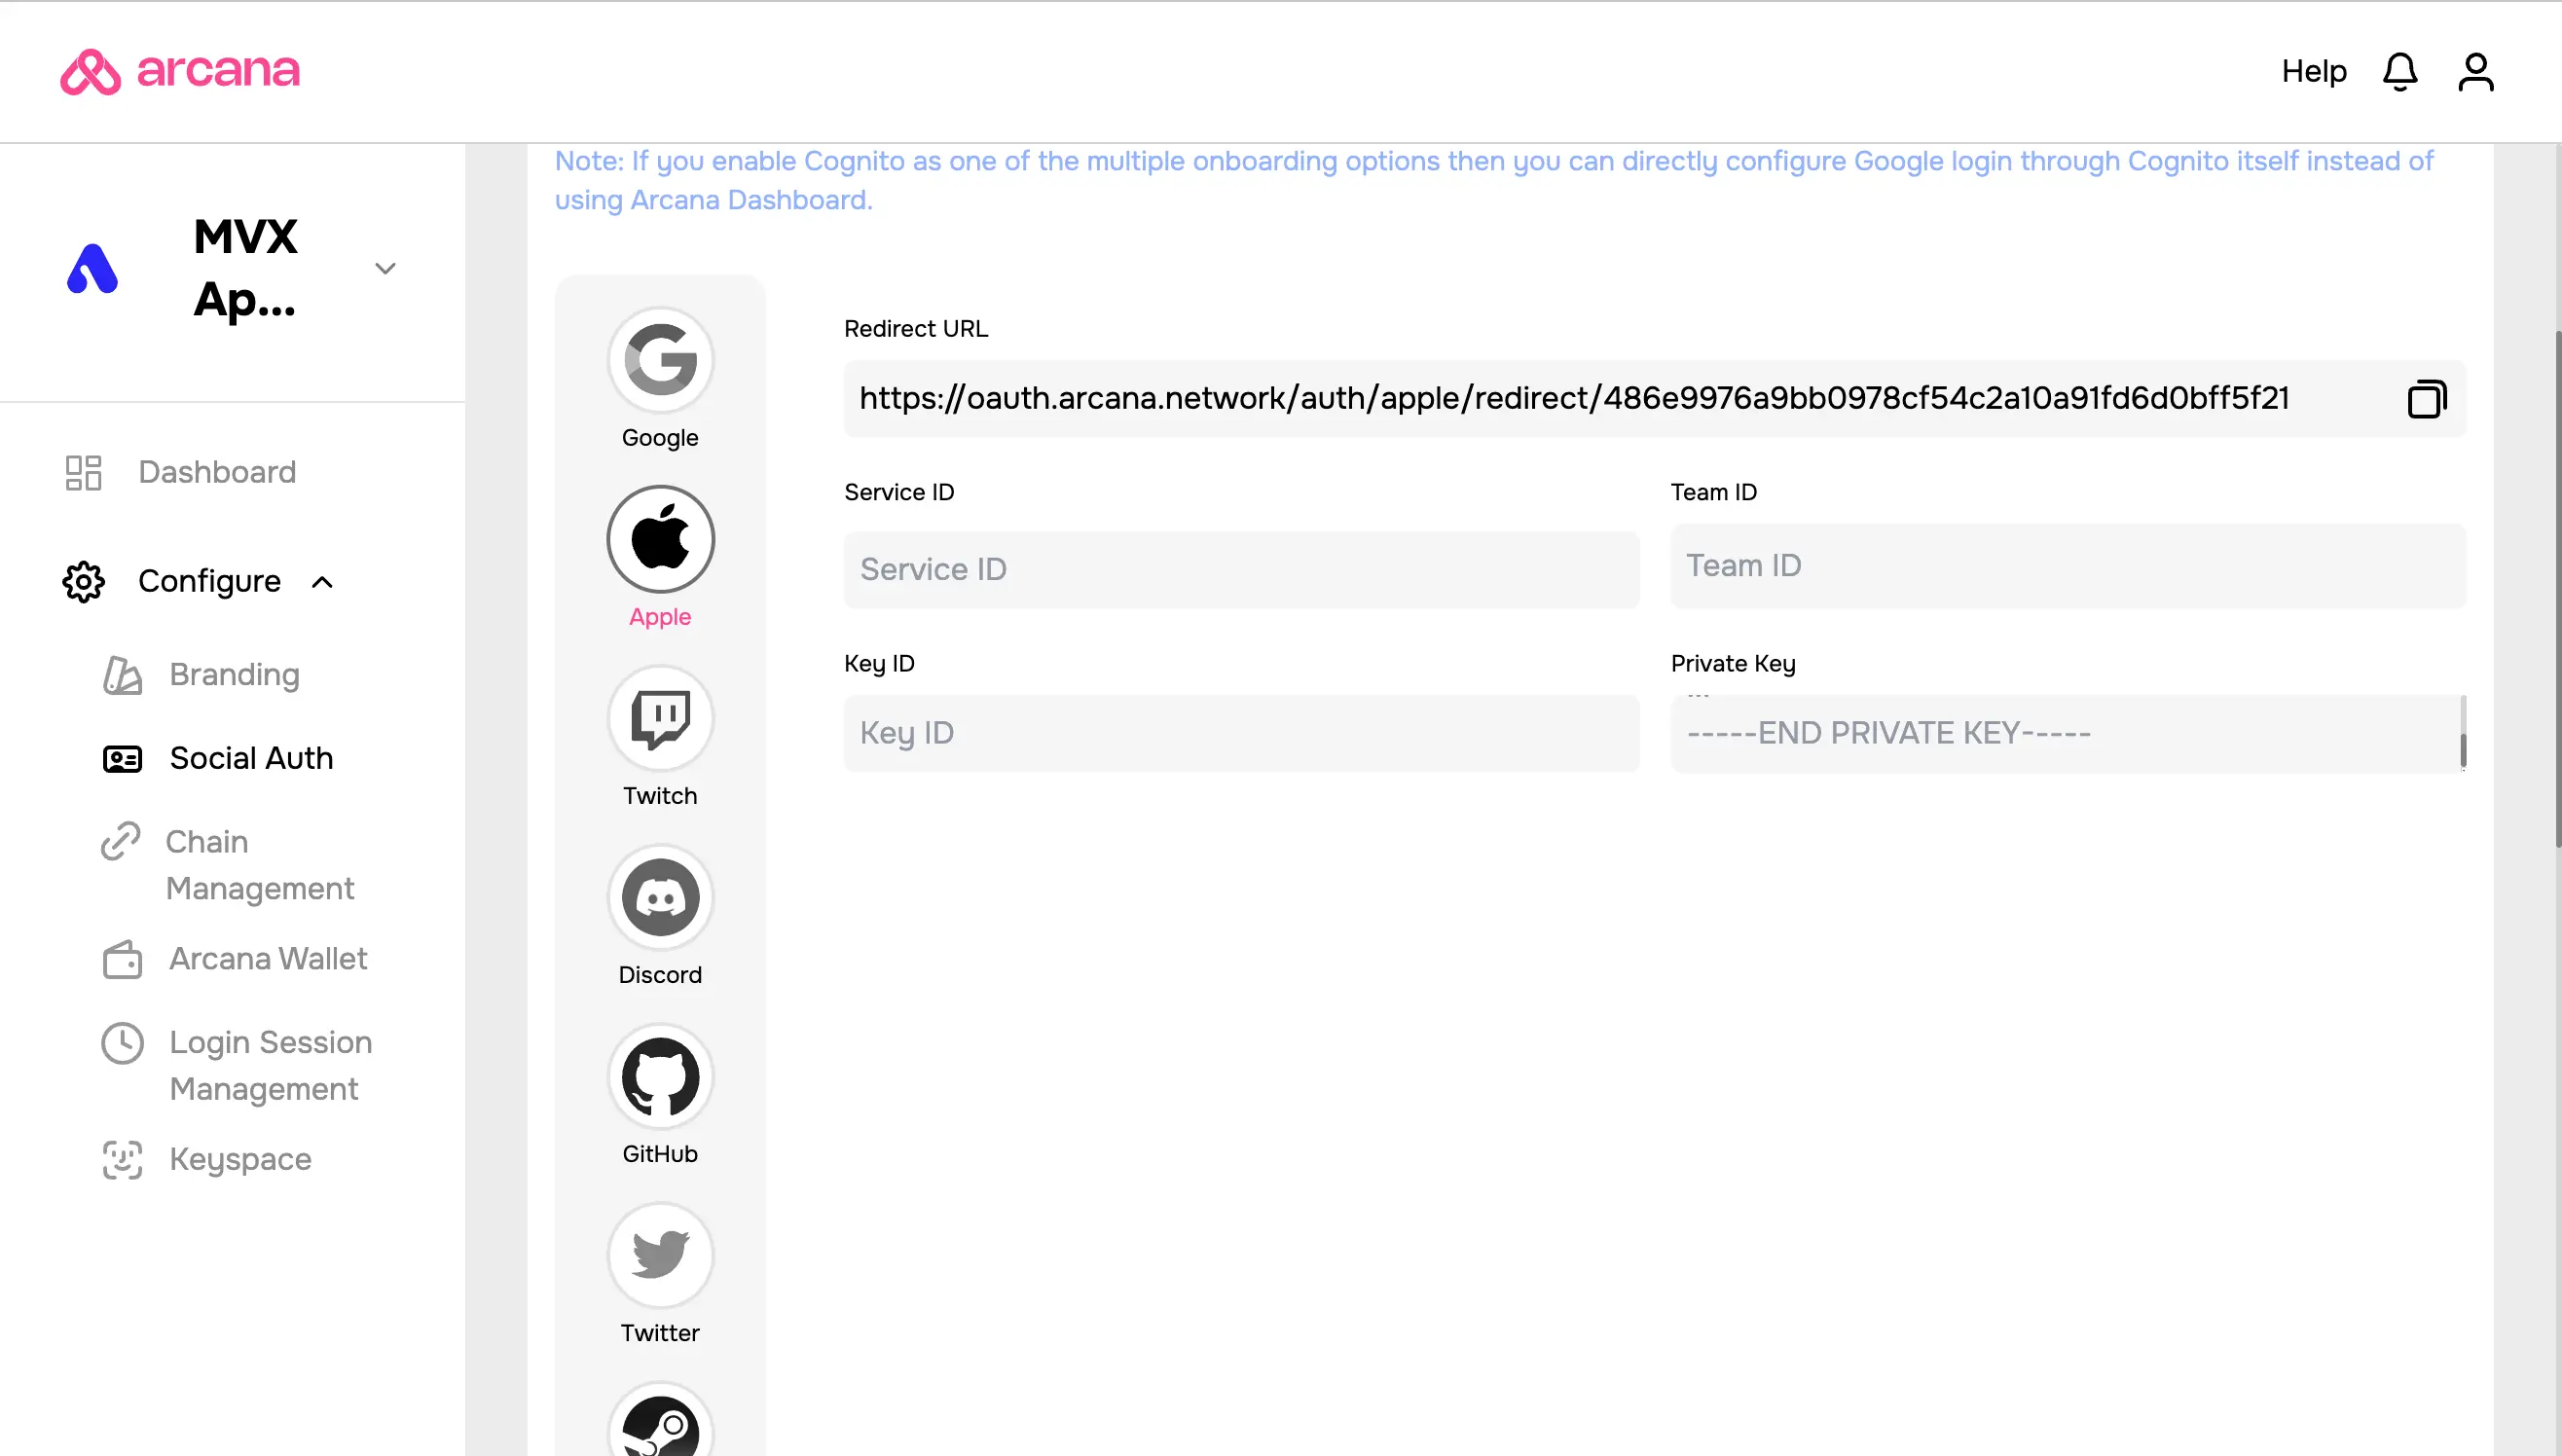 arcana
Help
MVX
Ap...
Dashboard
Configure
Branding
Social Auth
Chain
Management
Arcana Wallet
Login Session
Management
Keyspace
Note: If you enable Cognito as one of the multiple onboarding options then you can directly configure Google login through Cognito itself instead of
using Arcana Dashboard.
Google
Apple
Twitch
Discord
GitHub
Twitter
Redirect URL
https://oauth.arcana.network/auth/apple/redirect/486e9976a9bb0978cf54c2a10a91fd6d0bff5f21
Service ID
Team ID
Service ID
Team ID
Key ID
Private Key
Key ID
...
-----END PRIVATE KEY-----